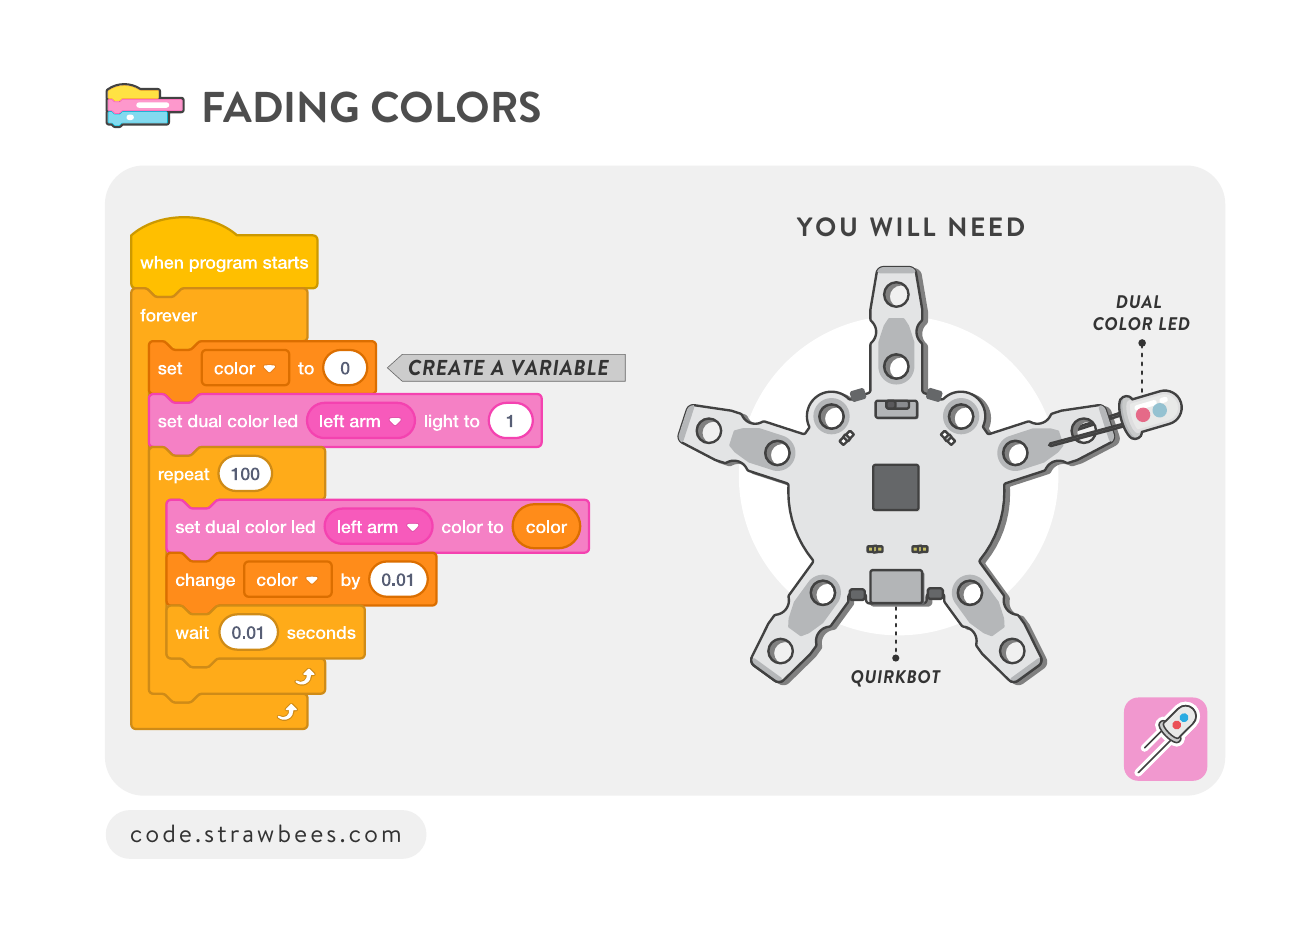 FADING COLORS
when program starts
forever
set color to 0
CREATE A VARIABLE
set dual color led left arm light to 1
repeat 100
set dual color led left arm color to color
change color by 0.01
wait 0.01 seconds
YOU WILL NEED
DUAL
COLOR LED
QUIRKBOT
code.strawbees.com